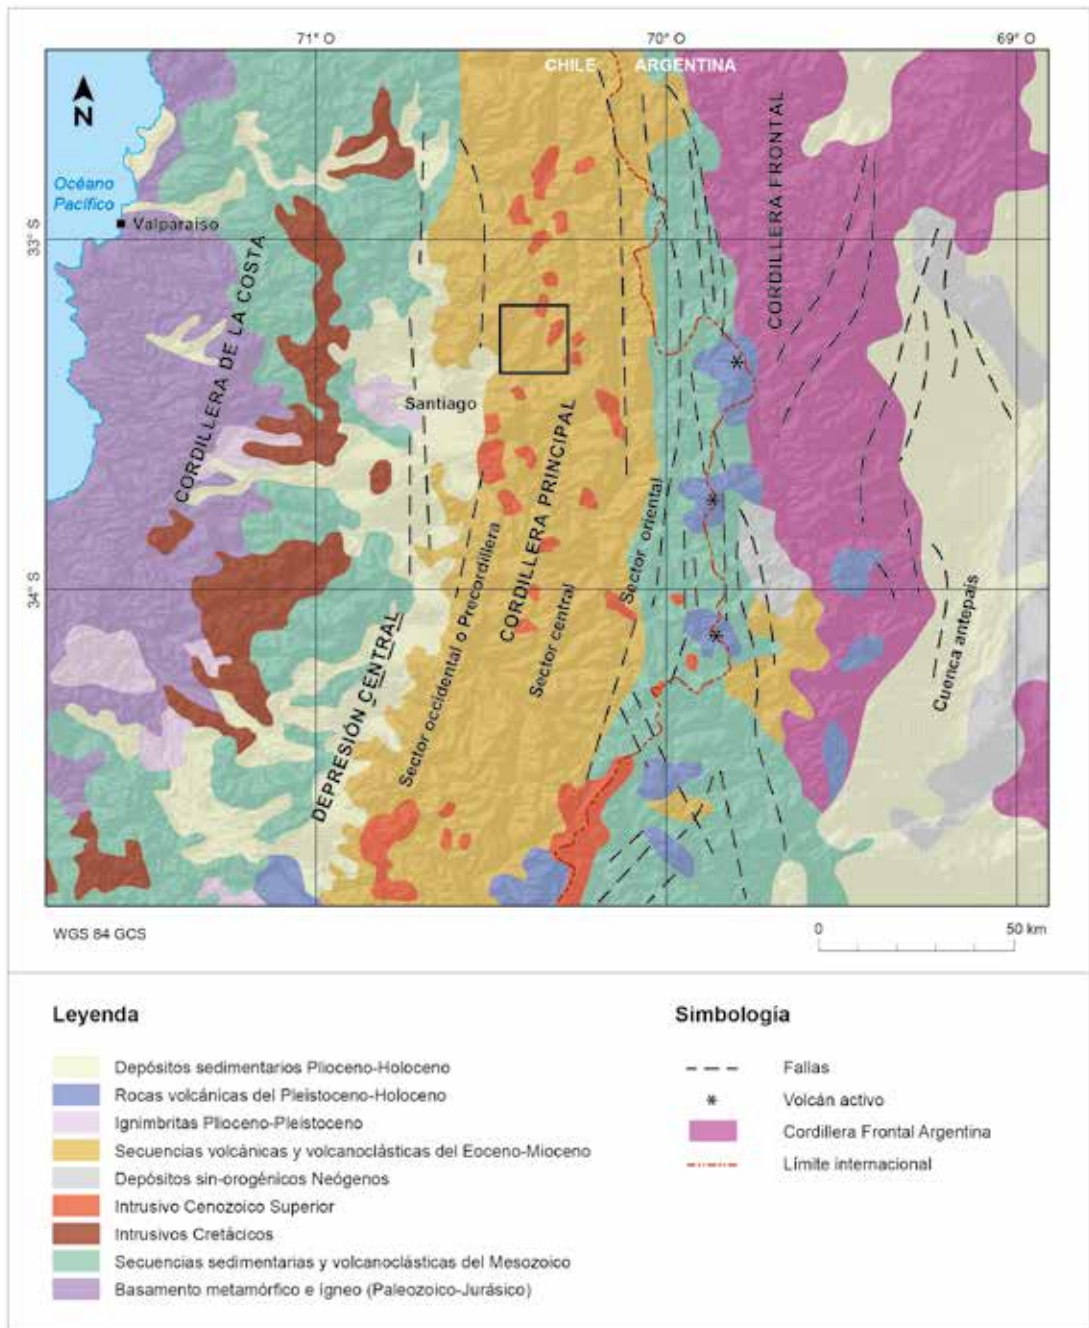 71° O
70° O
69° O
CHILE
ARGENTINA
N
Océano
Pacífico
Valparaíso
33° S
CORDILLERA DE LA COSTA
CORDILLERA FRONTAL
Santiago
CORDILLERA PRINCIPAL
Sector oriental
34° S
Sector occidental o Precordillera
Sector central
DEPRESIÓN CENTRAL
Cuenca antepaís
WGS 84 GCS
0
50 km
Leyenda
Depósitos sedimentarios Plioceno-Holoceno
Rocas volcánicas del Pleistoceno-Holoceno
Ignimbritas Plioceno-Pleistoceno
Secuencias volcánicas y volcanoclásticas del Eoceno-Mioceno
Depósitos sin-orogénicos Neógenos
Intrusivo Cenozoico Superior
Intrusivos Cretácicos
Secuencias sedimentarias y volcanoclásticas del Mesozoico
Basamento metamórfico e Igneo (Paleozoico-Jurásico)
Simbología
Fallas
Volcán activo
Cordillera Frontal Argentina
Límite internacional